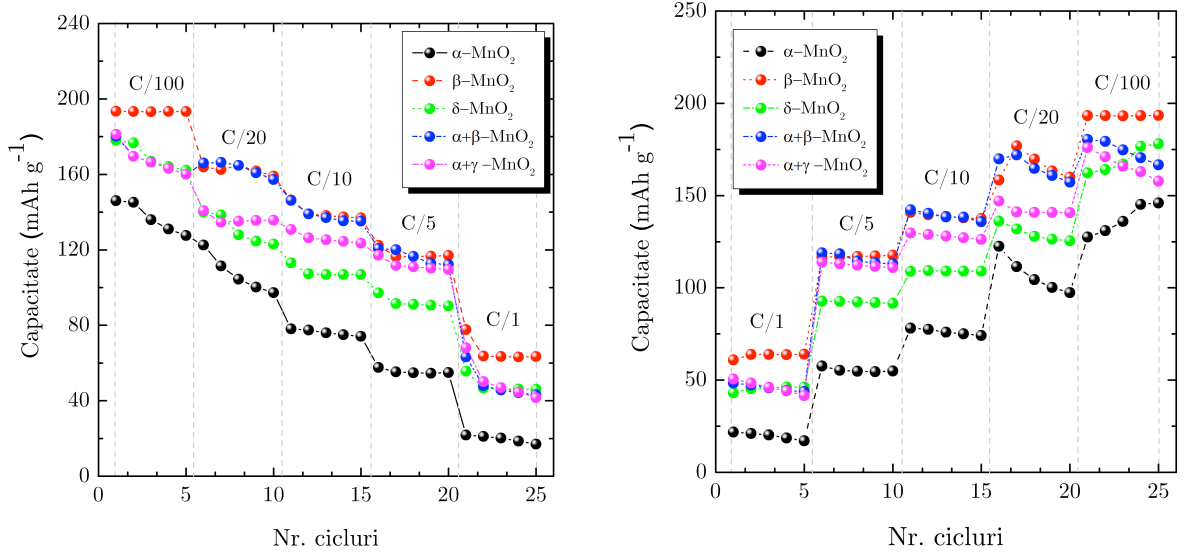 240
200
160
120
80
40
0
Capacitate (mAh g⁻¹)
C/100
C/20
C/10
C/5
C/1
α–MnO₂
β–MnO₂
δ–MnO₂
α+β–MnO₂
α+γ–MnO₂
0 5 10 15 20 25
Nr. cicluri
250
200
150
100
50
0
Capacitate (mAh g⁻¹)
α–MnO₂
β–MnO₂
δ–MnO₂
α+β–MnO₂
α+γ–MnO₂
C/1
C/5
C/10
C/20
C/100
0 5 10 15 20 25
Nr. cicluri